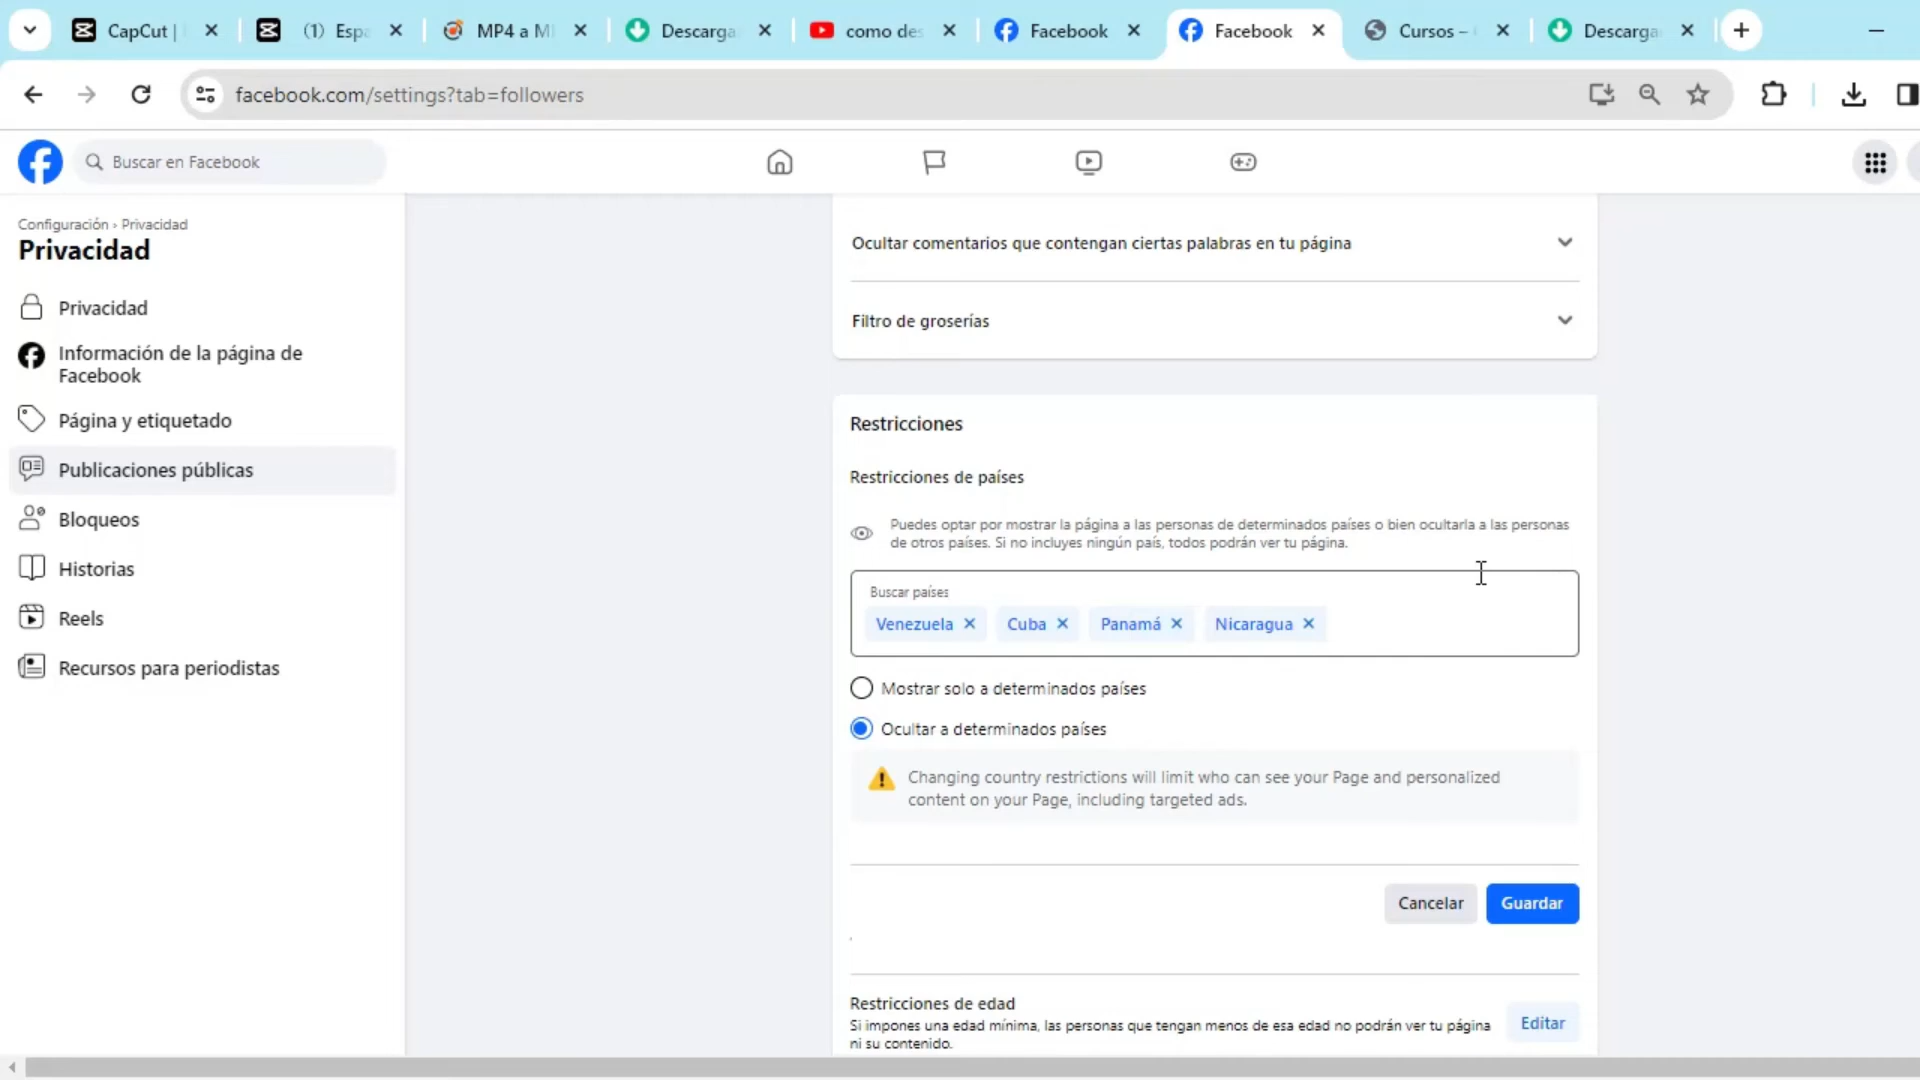 CapCut |
(1) Espa
MP4 a M
Descarga
como des
Facebook
Facebook
Cursos –
Descarga
facebook.com/settings?tab=followers
Buscar en Facebook
Configuración › Privacidad
Privacidad
Privacidad
Información de la página de
Facebook
Página y etiquetado
Publicaciones públicas
Bloqueos
Historias
Reels
Recursos para periodistas
Ocultar comentarios que contengan ciertas palabras en tu página
Filtro de groserías
Restricciones
Restricciones de países
Puedes optar por mostrar la página a las personas de determinados países o bien ocultarla a las personas
de otros países. Si no incluyes ningún país, todos podrán ver tu página.
Buscar países
Venezuela Cuba Panamá Nicaragua
Mostrar solo a determinados países
Ocultar a determinados países
Changing country restrictions will limit who can see your Page and personalized
content on your Page, including targeted ads.
Cancelar Guardar
Restricciones de edad
Si impones una edad mínima, las personas que tengan menos de esa edad no podrán ver tu página
ni su contenido.
Editar